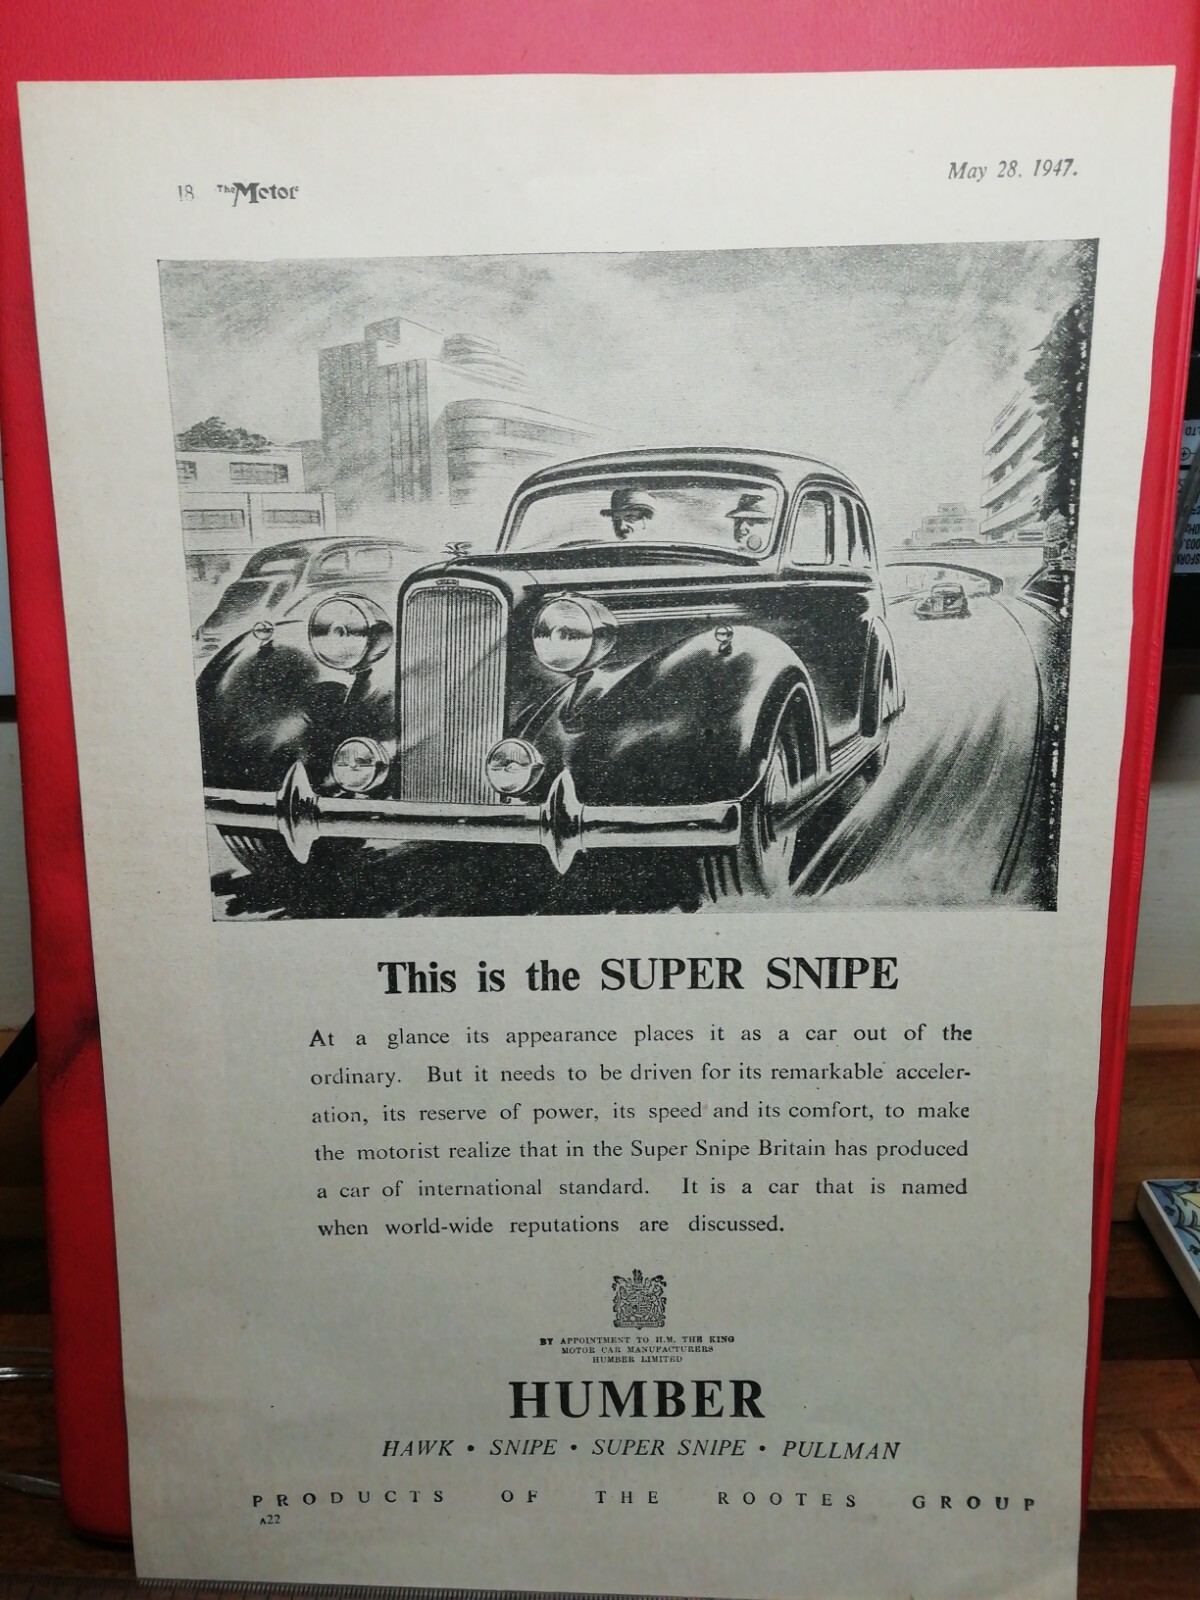 18 The Motor
May 28, 1947.
This is the SUPER SNIPE
At a glance its appearance places it as a car out of the
ordinary. But it needs to be driven for its remarkable acceler-
ation, its reserve of power, its speed and its comfort, to make
the motorist realize that in the Super Snipe Britain has produced
a car of international standard. It is a car that is named
when world-wide reputations are discussed.
BY APPOINTMENT TO H.M. THE KING
MOTOR CAR MANUFACTURERS
HUMBER LIMITED
HUMBER
HAWK • SNIPE • SUPER SNIPE • PULLMAN
PRODUCTS OF THE ROOTES GROUP
A22